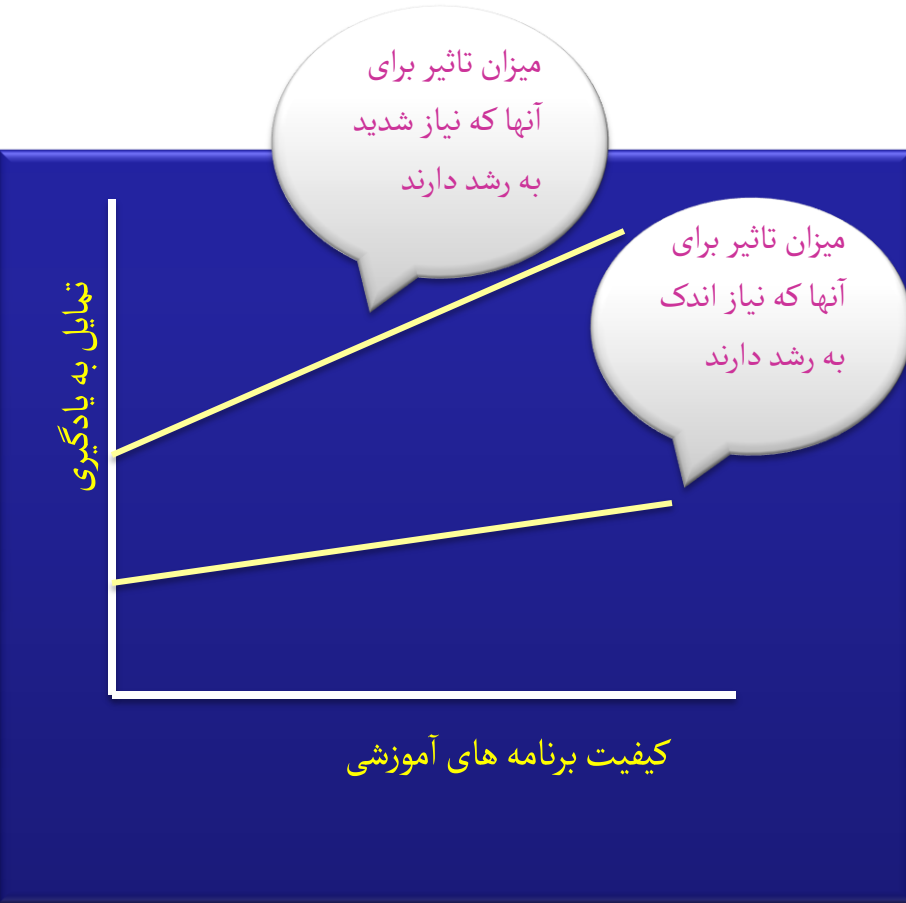 میزان تاثیر برای
آنها که نیاز شدید
به رشد دارند
میزان تاثیر برای
آنها که نیاز اندک
به رشد دارند
تمایل به یادگیری
کیفیت برنامه های آموزشی